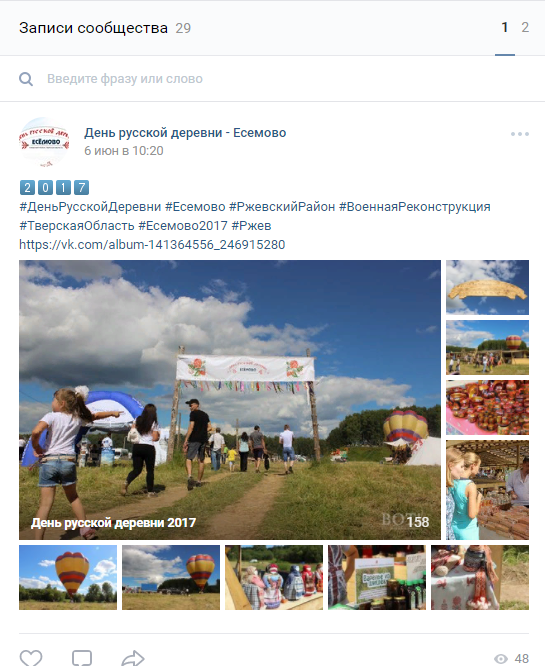 Записи сообщества 29
1 2
Введите фразу или слово
День русской деревни - Есемово
6 июн в 10:20
2 0 1 7
#ДеньРусскойДеревни #Есемово #РжевскийРайон #ВоеннаяРеконструкция
#ТверскаяОбласть #Есемово2017 #Ржев
https://vk.com/album-141364556_246915280
ЕСЕМОВО
День русской деревни 2017
158
48